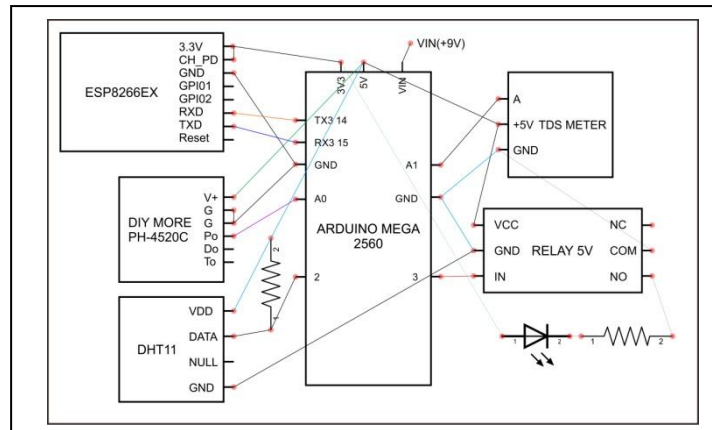 VIN(+9V)
3.3V
CH_PD
GND
GPI01
GPI02
RXD
TXD
Reset
ESP8266EX
3V3
5V
VIN
TX3 14
RX3 15
GND
A0
2
A1
GND
3
ARDUINO MEGA
2560
A
+5V TDS METER
GND
V+
G
G
Po
Do
To
DIY MORE
PH-4520C
VCC
GND
IN
RELAY 5V
NC
COM
NO
2
1
VDD
DATA
NULL
GND
DHT11
1
2
1
2